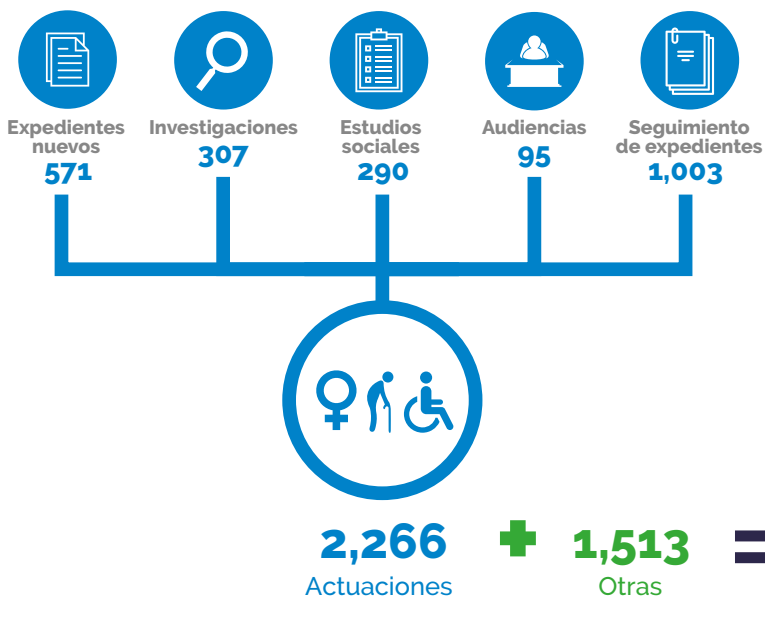 Expedientes
nuevos
571
Investigaciones
307
Estudios
sociales
290
Audiencias
95
Seguimiento
de expedientes
1,003
2,266
Actuaciones
+
1,513
Otras
=